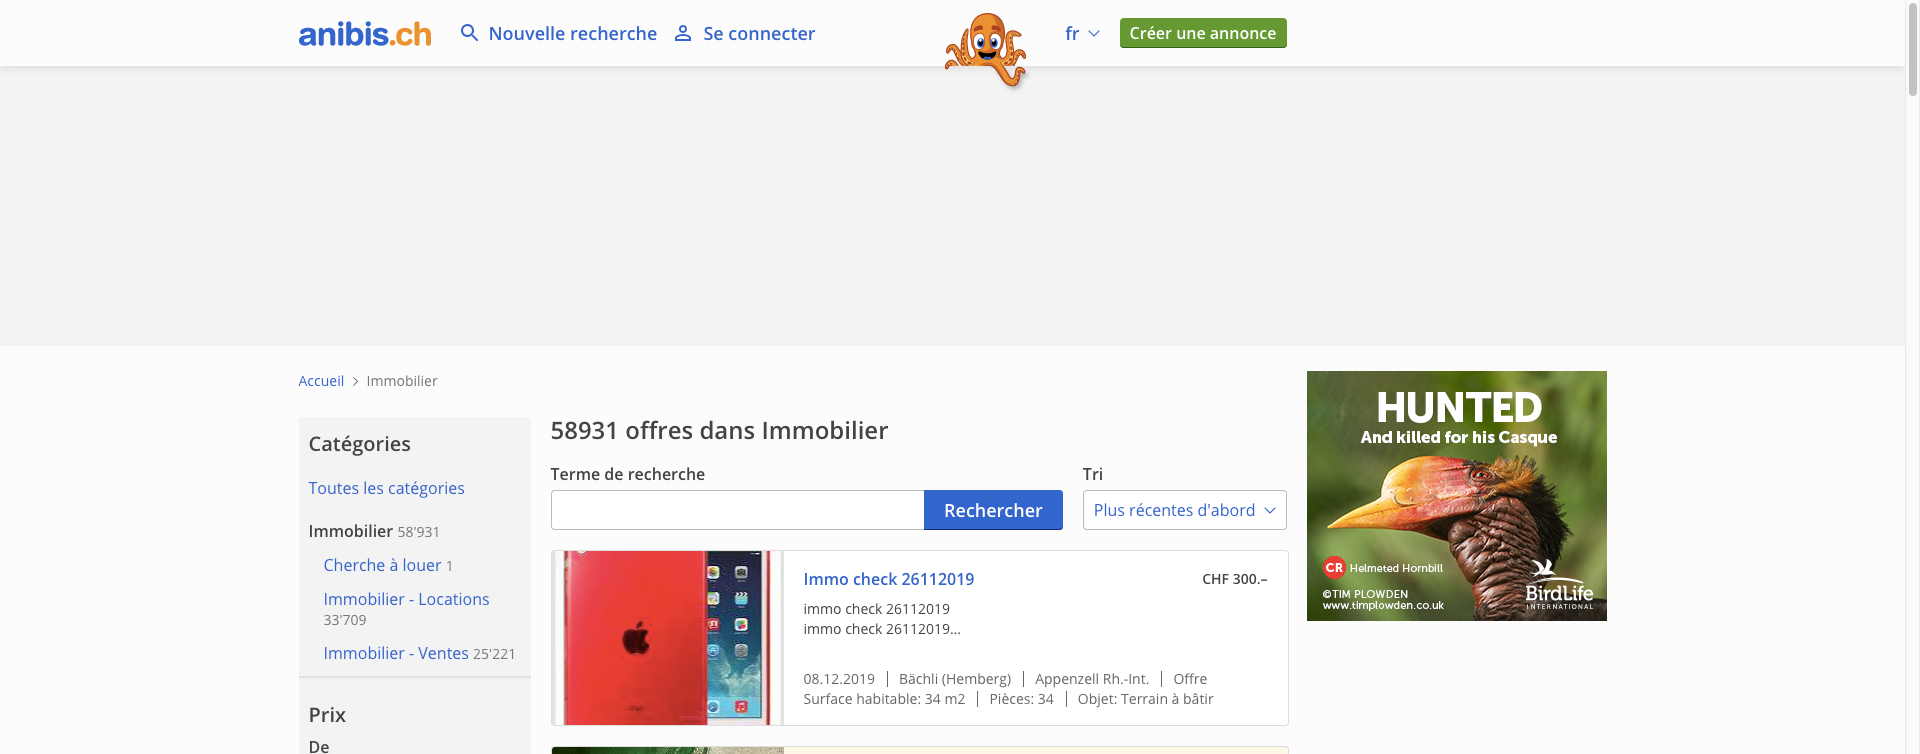 anibis.ch
Nouvelle recherche
Se connecter
fr
Créer une annonce
Accueil
Immobilier
Catégories
Toutes les catégories
Immobilier 58'931
Cherche à louer 1
Immobilier - Locations
33'709
Immobilier - Ventes 25'221
Prix
De
58931 offres dans Immobilier
Terme de recherche
Rechercher
Tri
Plus récentes d'abord
Immo check 26112019
CHF 300.–
immo check 26112019
immo check 26112019...
08.12.2019 | Bächli (Hemberg) | Appenzell Rh.-Int. | Offre
Surface habitable: 34 m2 | Pièces: 34 | Objet: Terrain à bâtir
HUNTED
And killed for his Casque
CR Helmeted Hornbill
©TIM PLOWDEN
www.timplowden.co.uk
BirdLife
INTERNATIONAL